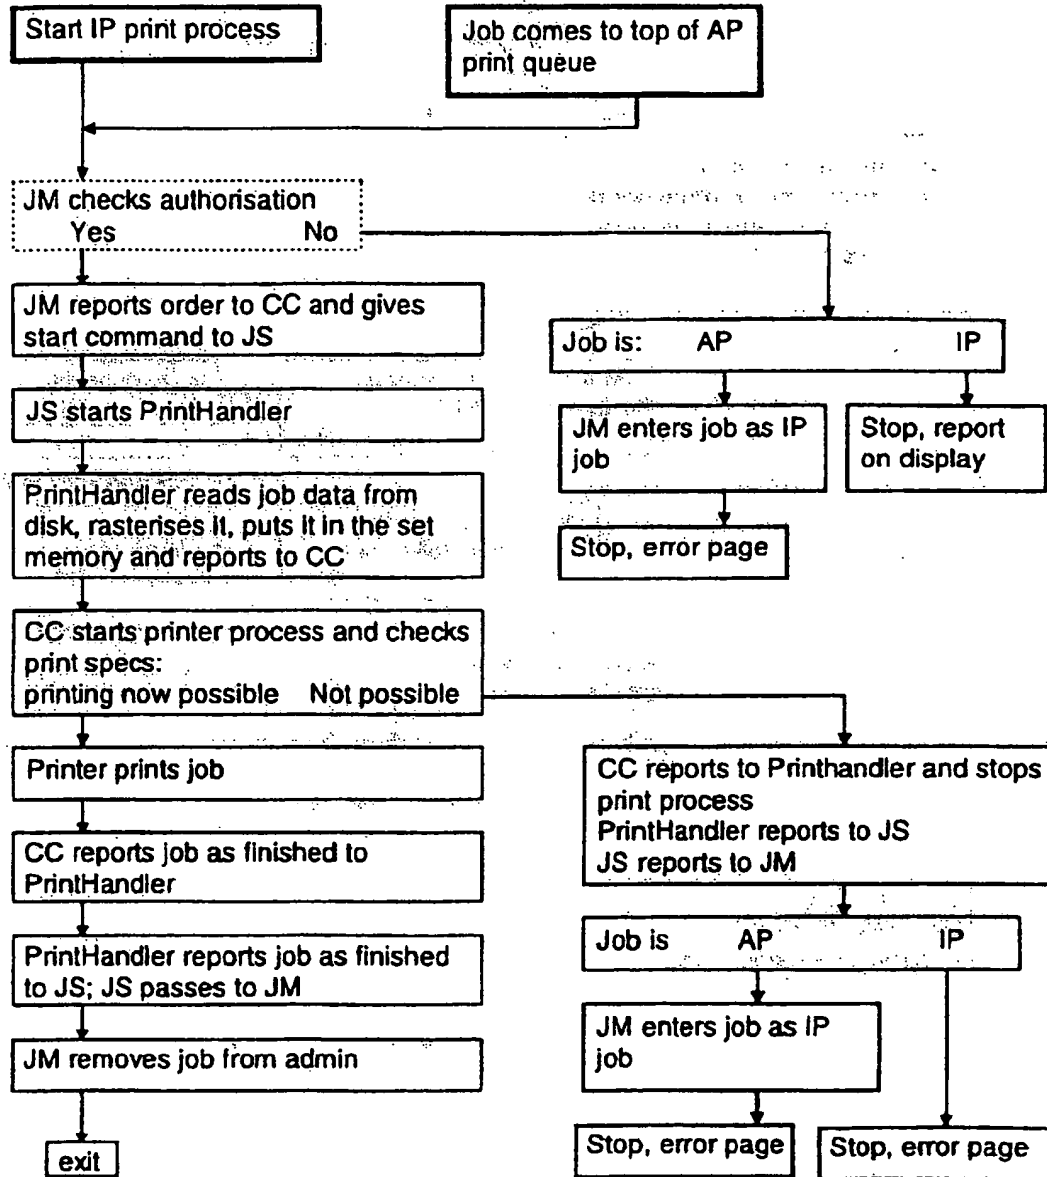 Start IP print process
Job comes to top of AP
print queue
JM checks authorisation
Yes No
JM reports order to CC and gives
start command to JS
Job is: AP IP
JS starts PrintHandler
JM enters job as IP
job
Stop, report
on display
PrintHandler reads job data from
disk, rasterises it, puts it in the set
memory and reports to CC
Stop, error page
CC starts printer process and checks
print specs:
printing now possible Not possible
Printer prints job
CC reports to Printhandler and stops
print process
PrintHandler reports to JS
JS reports to JM
CC reports job as finished to
PrintHandler
Job is AP IP
PrintHandler reports job as finished
to JS; JS passes to JM
JM enters job as IP
job
JM removes job from admin
Stop, error page
Stop, error page
exit